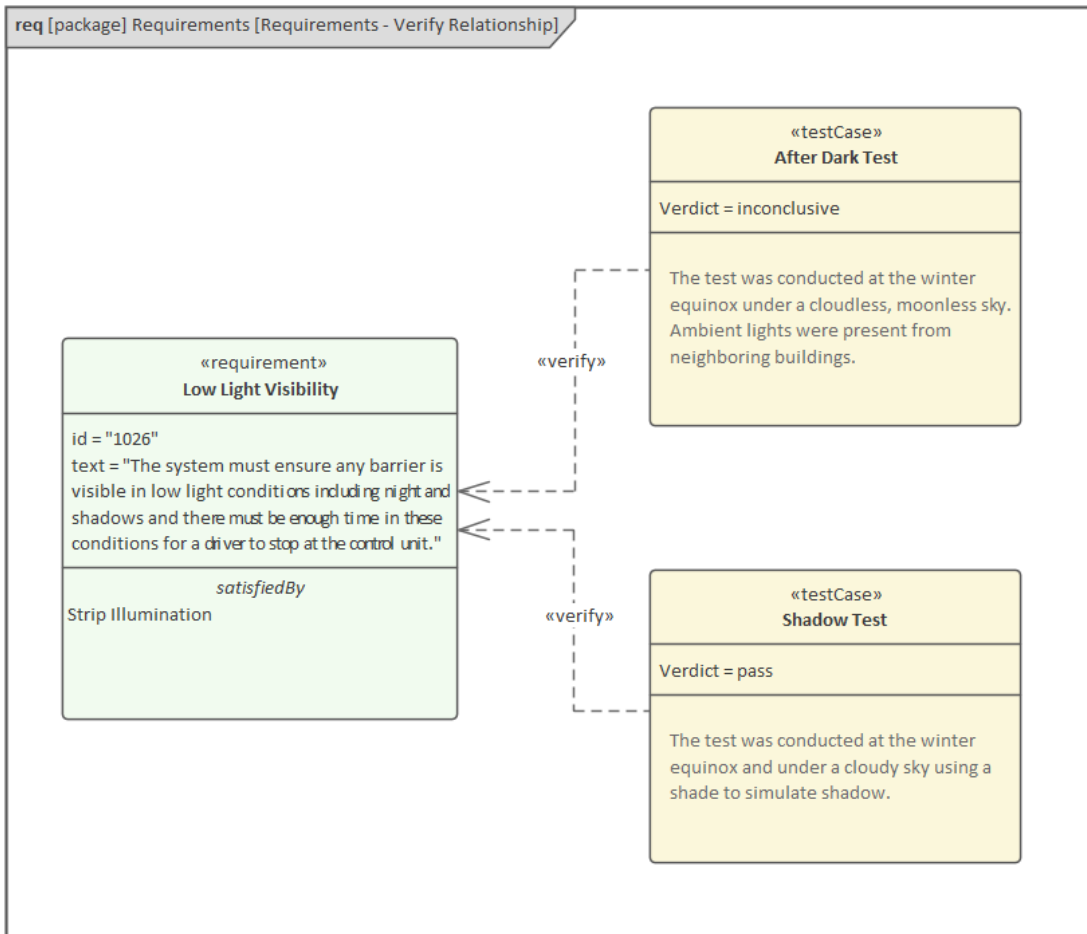 req [package] Requirements [Requirements - Verify Relationship]
«testCase»
After Dark Test
Verdict = inconclusive
The test was conducted at the winter
equinox under a cloudless, moonless sky.
Ambient lights were present from
neighboring buildings.
«verify»
«requirement»
Low Light Visibility
id = "1026"
text = "The system must ensure any barrier is
visible in low light conditions including night and
shadows and there must be enough time in these
conditions for a driver to stop at the control unit."
satisfiedBy
Strip Illumination
«verify»
«testCase»
Shadow Test
Verdict = pass
The test was conducted at the winter
equinox and under a cloudy sky using a
shade to simulate shadow.